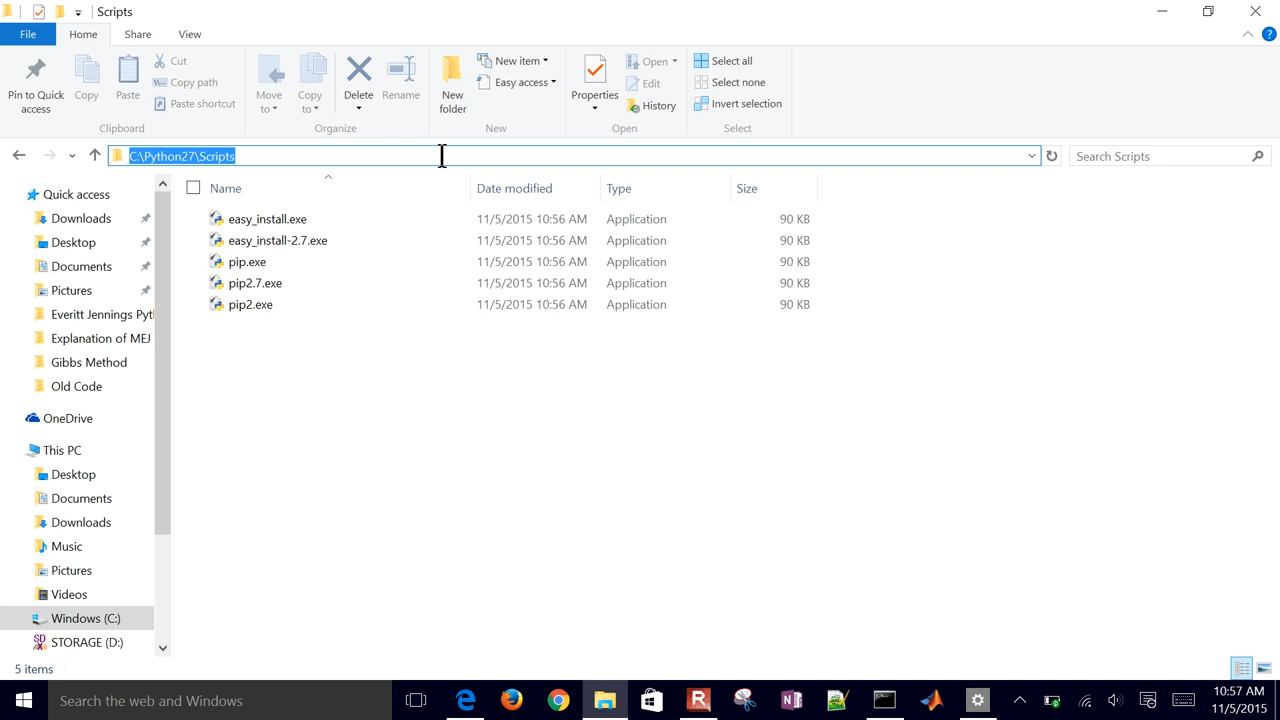 Scripts
File Home Share View
Pin to Quick access
Copy
Paste
Cut
Copy path
Paste shortcut
Clipboard
Move to
Copy to
Delete
Rename
Organize
New folder
New item
Easy access
New
Properties
Open
Edit
History
Open
Select all
Select none
Invert selection
Select
C:\Python27\Scripts
Search Scripts
Quick access
Downloads
Desktop
Documents
Pictures
Everitt Jennings Pyt
Explanation of MEJ
Gibbs Method
Old Code
OneDrive
This PC
Desktop
Documents
Downloads
Music
Pictures
Videos
Windows (C:)
STORAGE (D:)
Name Date modified Type Size
easy_install.exe 11/5/2015 10:56 AM Application 90 KB
easy_install-2.7.exe 11/5/2015 10:56 AM Application 90 KB
pip.exe 11/5/2015 10:56 AM Application 90 KB
pip2.7.exe 11/5/2015 10:56 AM Application 90 KB
pip2.exe 11/5/2015 10:56 AM Application 90 KB
5 items
Search the web and Windows
10:57 AM
11/5/2015